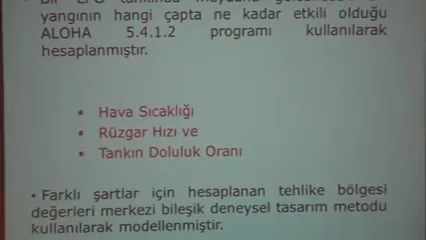 yangının hangi çapta ne kadar etkili olduğu
ALOHA 5.4.1.2 programı kullanılarak
hesaplanmıştır.
▪ Hava Sıcaklığı
▪ Rüzgar Hızı ve
▪ Tankın Doluluk Oranı
• Farklı şartlar için hesaplanan tehlike bölgesi
değerleri merkezi bileşik deneysel tasarım metodu
kullanılarak modellenmiştir.